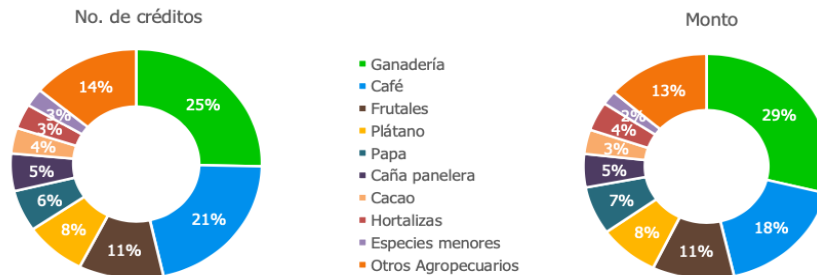 No. de créditos
14%
25%
3%
3%
4%
5%
6%
8%
11%
21%
Ganadería
Café
Frutales
Plátano
Papa
Caña panelera
Cacao
Hortalizas
Especies menores
Otros Agropecuarios
Monto
13%
29%
2%
4%
3%
5%
7%
8%
11%
18%